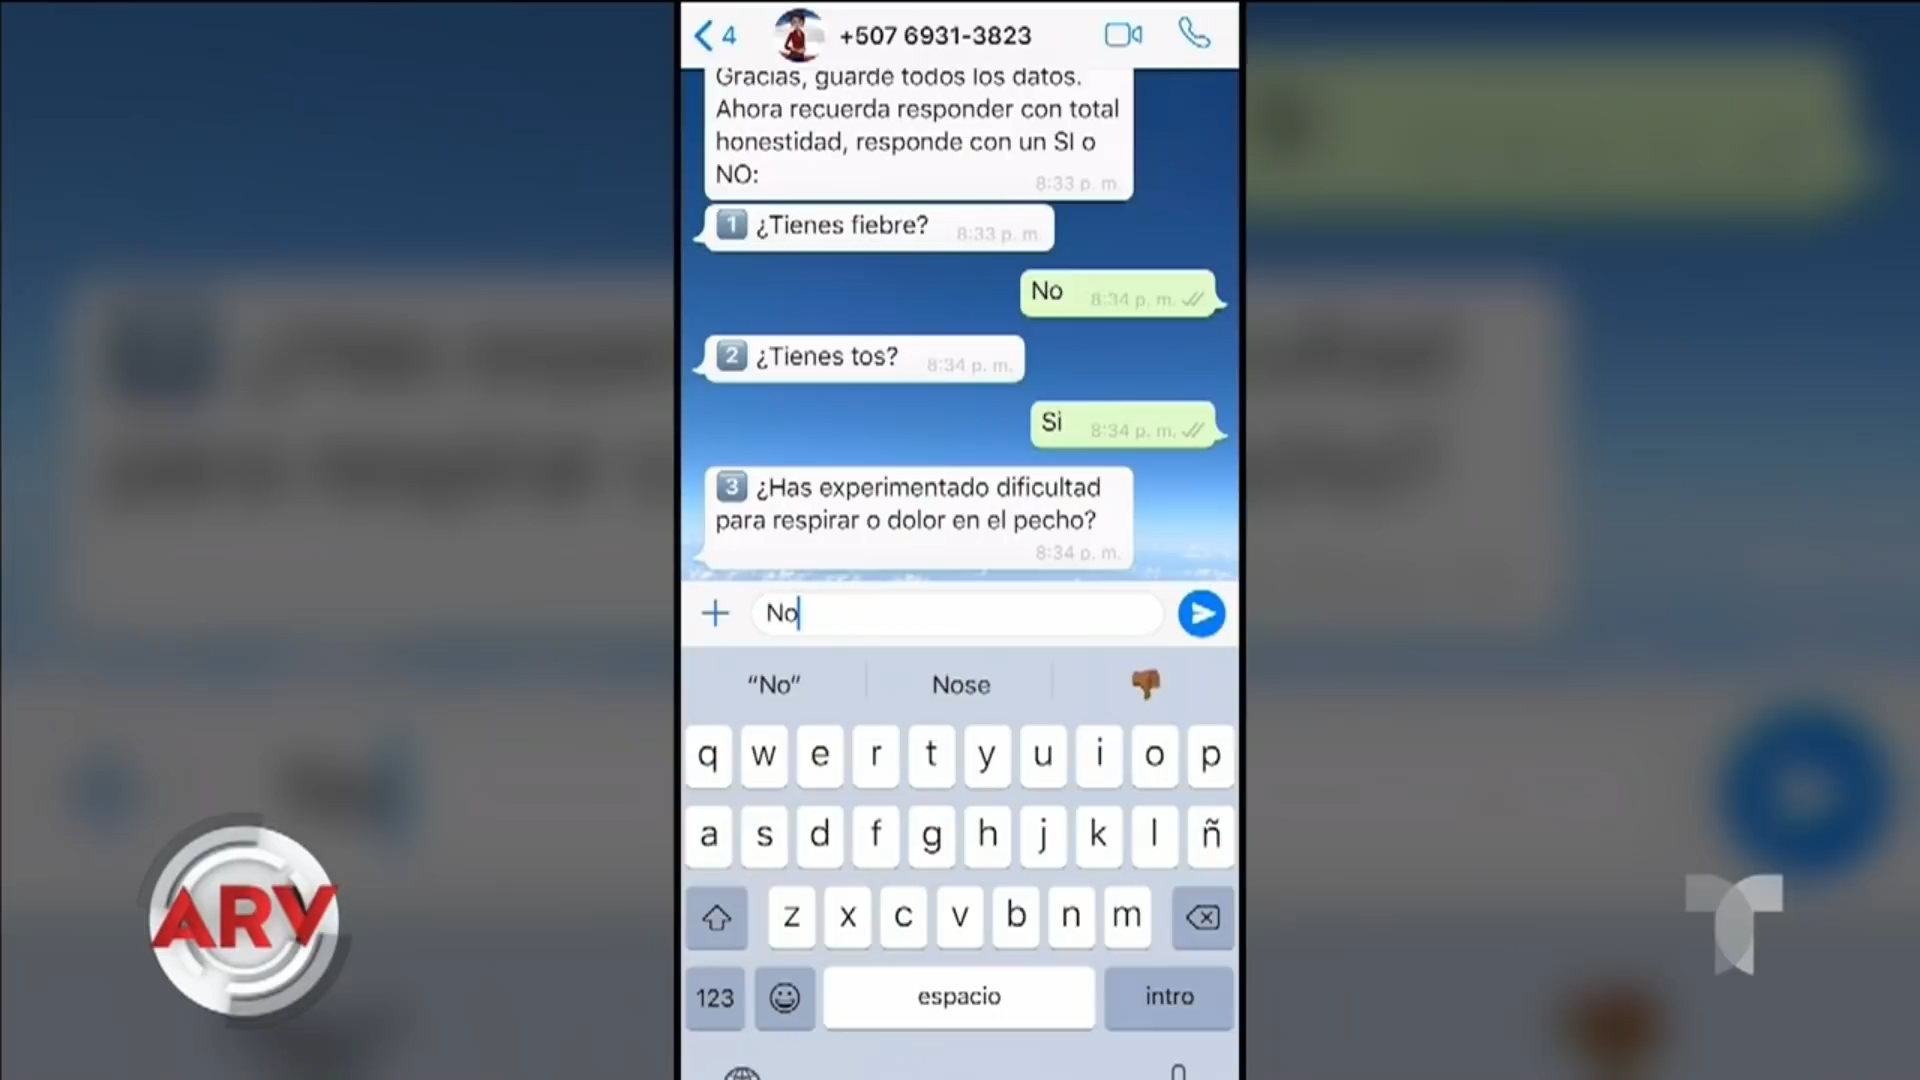 4
+507 6931-3823
Gracias, guarde todos los datos.
Ahora recuerda responder con total
honestidad, responde con un SI o
NO:
8:33 p. m.
1 ¿Tienes fiebre?
8:33 p. m.
No
8:34 p. m.
2 ¿Tienes tos?
8:34 p. m.
Si
8:34 p. m.
3 ¿Has experimentado dificultad
para respirar o dolor en el pecho?
8:34 p. m.
No
“No”
Nose
q w e r t y u i o p
a s d f g h j k l ñ
z x c v b n m
123
espacio
intro
ARV
T